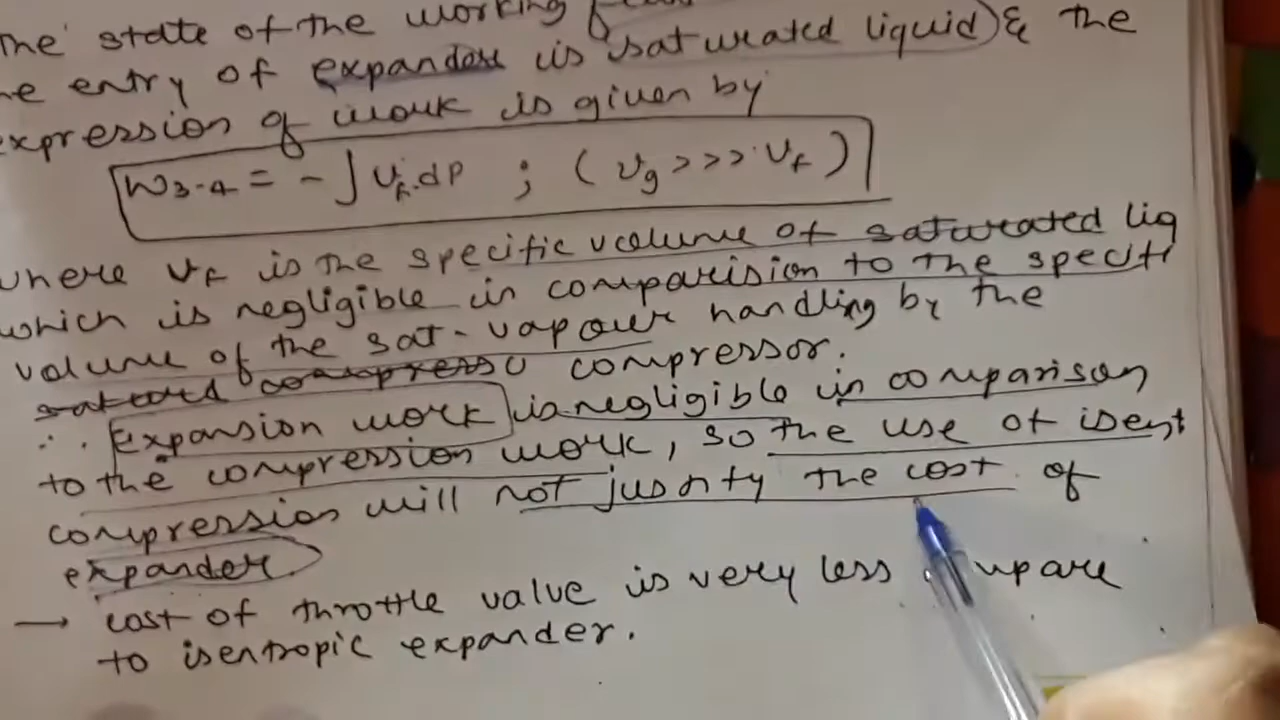 The state of the working
entry of expander is saturated liquid) & the
expression of work is given by
W3-4 = - ∫ Vf.dP ; ( Vg >>> Vf )
where Vf is the specific volume of saturated liq
which is negligible in comparision to the specifi
volume of the sat-vapour handling by the
compressor.
∴ Expansion work is negligible in comparison
to the compression work, so the use of isent
compression will not justify the cost of
expander
→ cost of throttle value is very less
to isentropic expander.